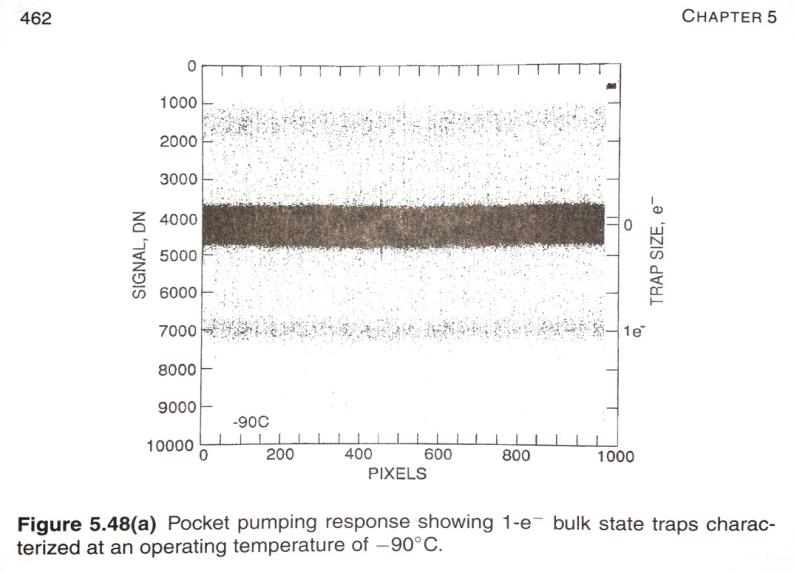 462
CHAPTER 5
0
1000
2000
3000
4000
5000
6000
7000
8000
9000
10000
SIGNAL, DN
0
1e-
TRAP SIZE, e-
-90C
0 200 400 600 800 1000
PIXELS
Figure 5.48(a) Pocket pumping response showing 1-e− bulk state traps charac-
terized at an operating temperature of −90°C.